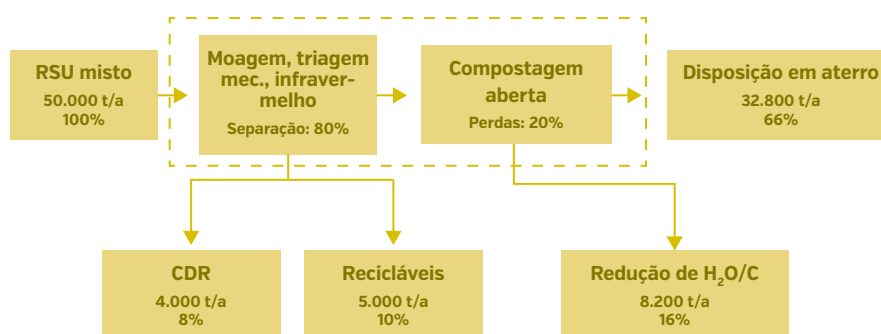 RSU misto
50.000 t/a
100%
Moagem, triagem
mec., infraver-
melho
Separação: 80%
Compostagem
aberta
Perdas: 20%
Disposição em aterro
32.800 t/a
66%
CDR
4.000 t/a
8%
Recicláveis
5.000 t/a
10%
Redução de H₂O/C
8.200 t/a
16%